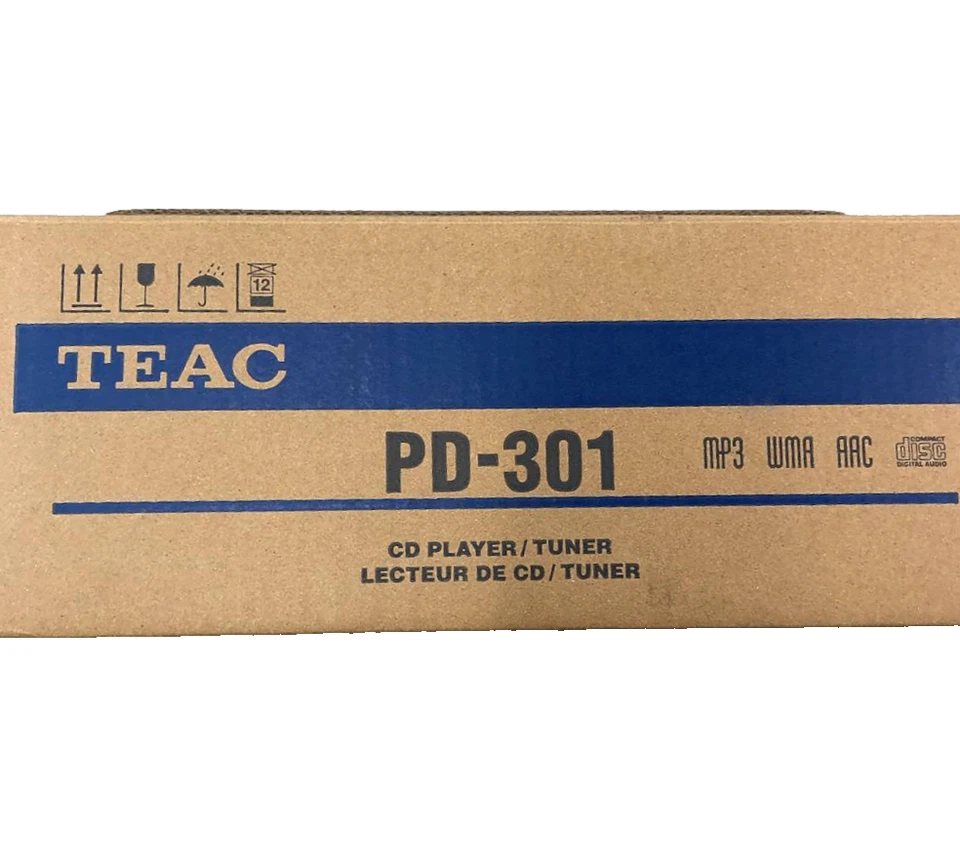 12
TEAC
PD-301
MP3 WMA AAC COMPACT disc DIGITAL AUDIO
CD PLAYER/TUNER
LECTEUR DE CD/TUNER